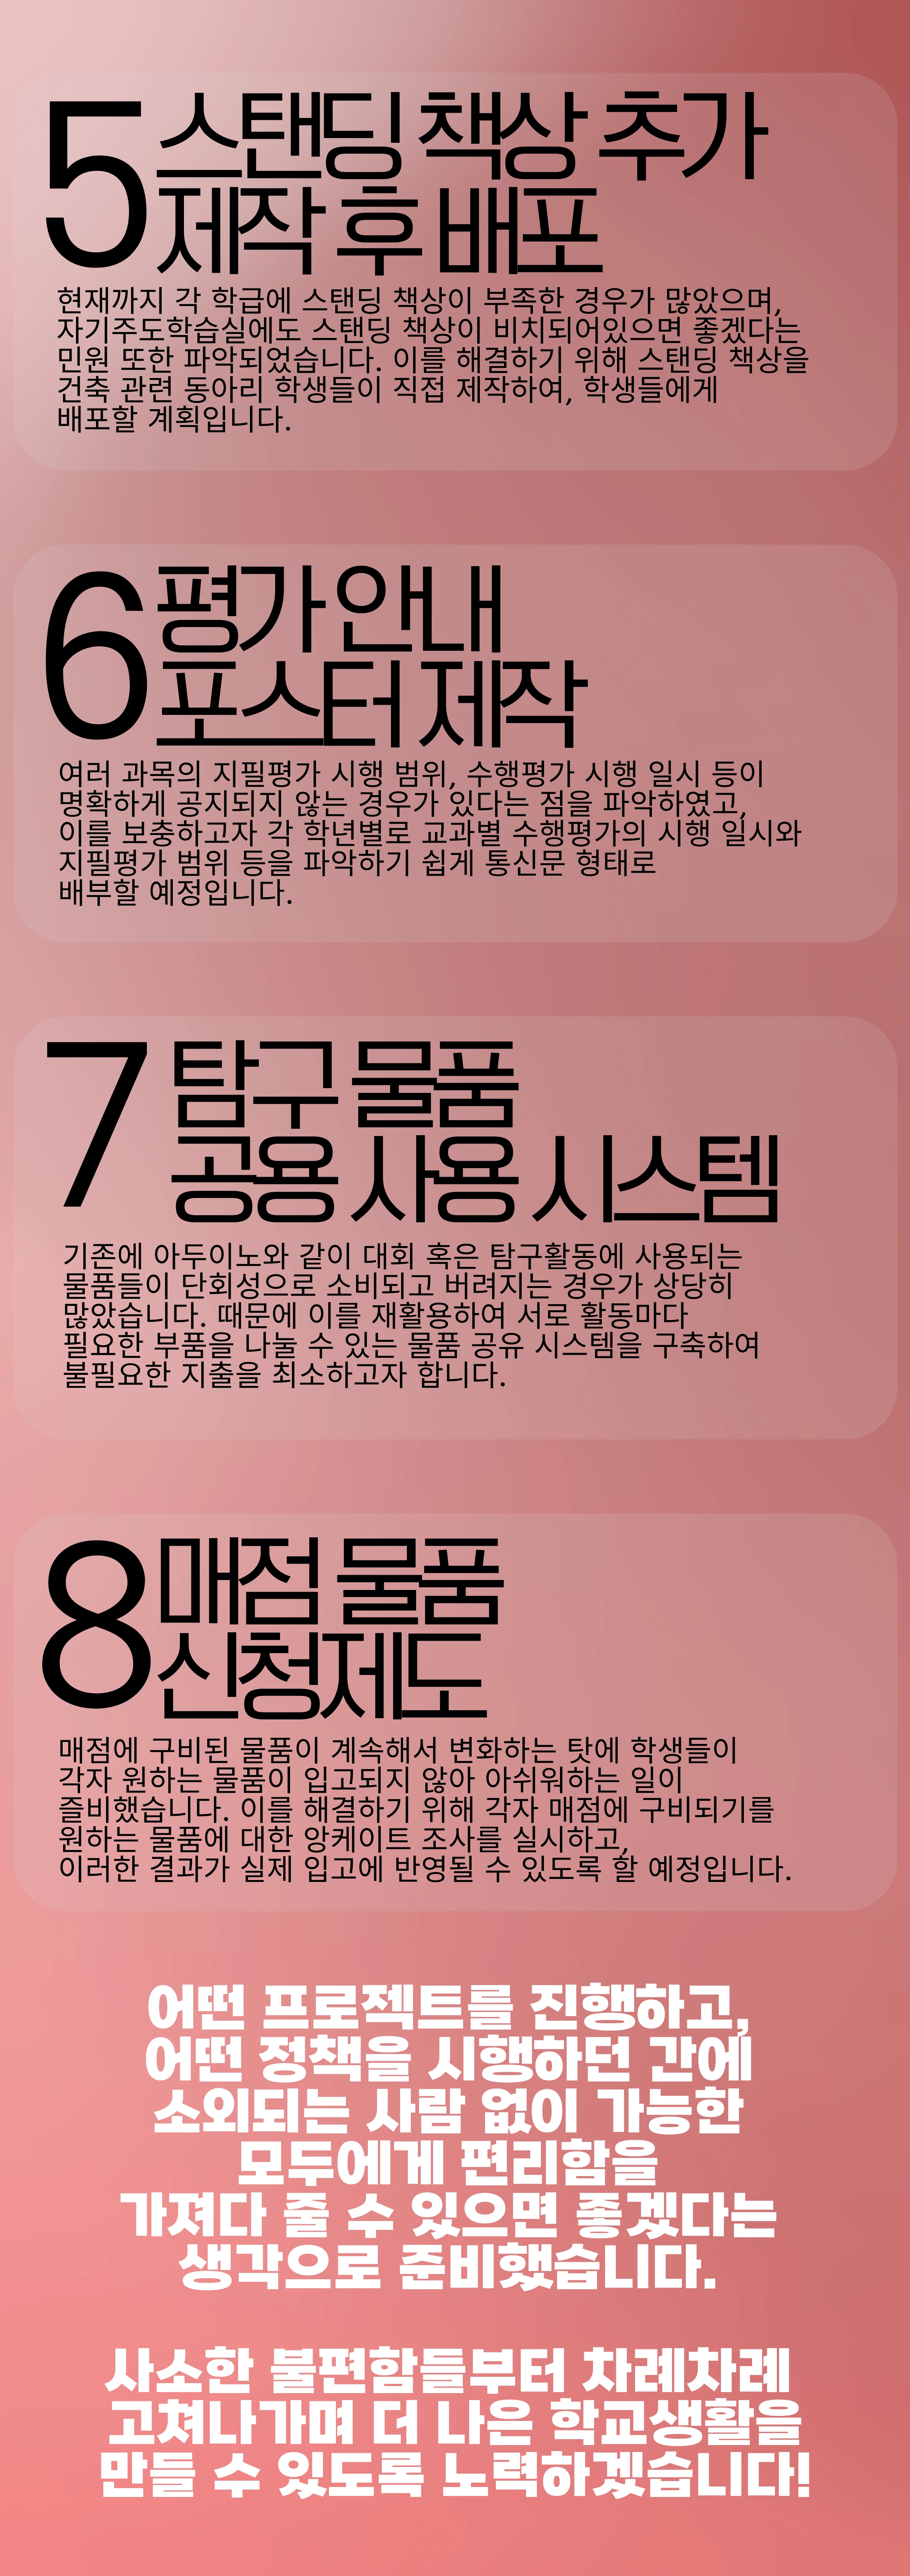 5
스탠딩 책상 추가
제작 후 배포
현재까지 각 학급에 스탠딩 책상이 부족한 경우가 많았으며,
자기주도학습실에도 스탠딩 책상이 비치되어있으면 좋겠다는
민원 또한 파악되었습니다. 이를 해결하기 위해 스탠딩 책상을
건축 관련 동아리 학생들이 직접 제작하여, 학생들에게
배포할 계획입니다.
6
평가 안내
포스터 제작
여러 과목의 지필평가 시행 범위, 수행평가 시행 일시 등이
명확하게 공지되지 않는 경우가 있다는 점을 파악하였고,
이를 보충하고자 각 학년별로 교과별 수행평가의 시행 일시와
지필평가 범위 등을 파악하기 쉽게 통신문 형태로
배부할 예정입니다.
7
탐구 물품
공용 사용 시스템
기존에 아두이노와 같이 대회 혹은 탐구활동에 사용되는
물품들이 단회성으로 소비되고 버려지는 경우가 상당히
많았습니다. 때문에 이를 재활용하여 서로 활동마다
필요한 부품을 나눌 수 있는 물품 공유 시스템을 구축하여
불필요한 지출을 최소하고자 합니다.
8
매점 물품
신청제도
매점에 구비된 물품이 계속해서 변화하는 탓에 학생들이
각자 원하는 물품이 입고되지 않아 아쉬워하는 일이
즐비했습니다. 이를 해결하기 위해 각자 매점에 구비되기를
원하는 물품에 대한 앙케이트 조사를 실시하고,
이러한 결과가 실제 입고에 반영될 수 있도록 할 예정입니다.
어떤 프로젝트를 진행하고,
어떤 정책을 시행하던 간에
소외되는 사람 없이 가능한
모두에게 편리함을
가져다 줄 수 있으면 좋겠다는
생각으로 준비했습니다.
사소한 불편함들부터 차례차례
고쳐나가며 더 나은 학교생활을
만들 수 있도록 노력하겠습니다!